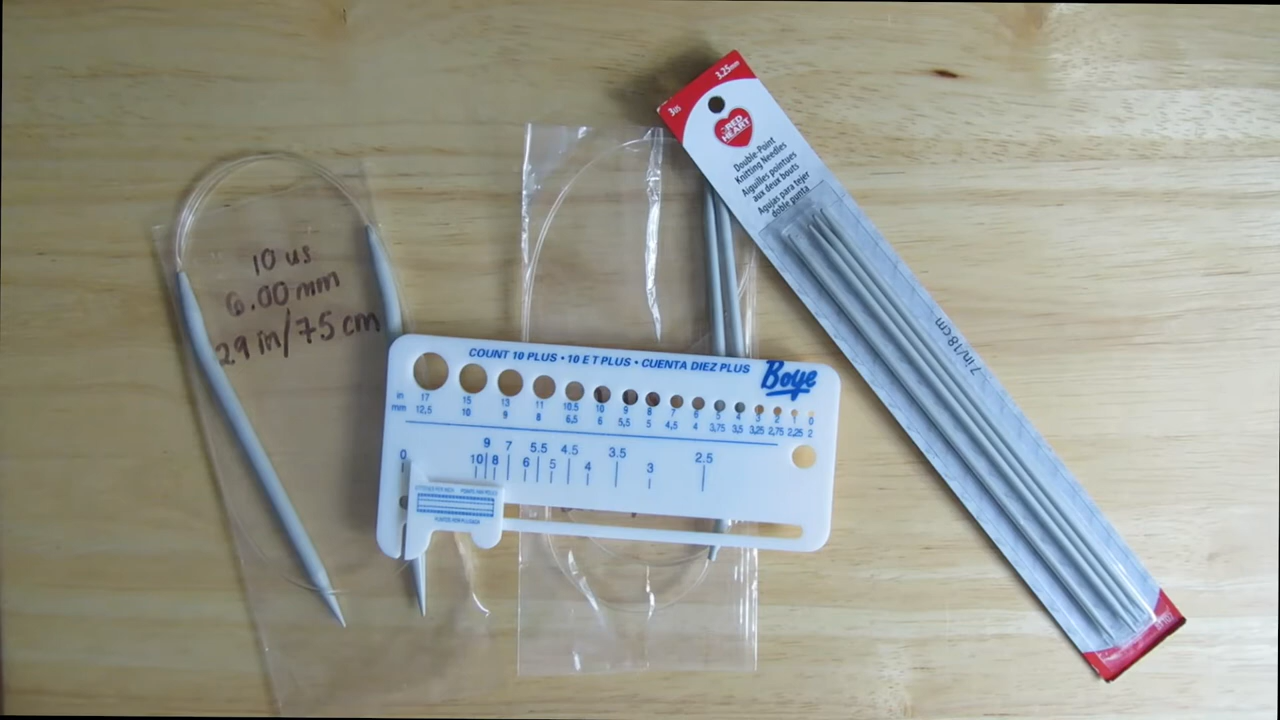 10 us
6.00 mm
29 in/75 cm
3us
3.25mm
RED
HEART
Double-Point
Knitting Needles
Aiguilles pointues
aux deux bouts
Agujas para tejer
doble punta
7 in/18 cm
COUNT 10 PLUS • 10 E T PLUS • CUENTA DIEZ PLUS
Boye
in 17 15 13 11 10.5 10 9 8 7 6 5 4 3 2 1 0
mm 12,5 10 9 8 6,5 6 5,5 5 4,5 4 3,75 3,5 3,25 2,75 2,25 2
0 10 9 8 7 6 5.5 5 4.5 4 3.5 3 2.5